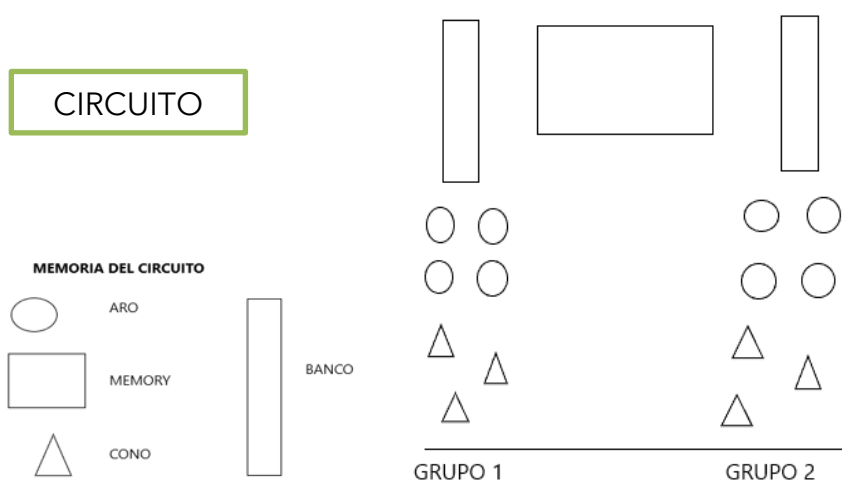 CIRCUITO
MEMORIA DEL CIRCUITO
ARO
MEMORY
BANCO
CONO
GRUPO 1
GRUPO 2